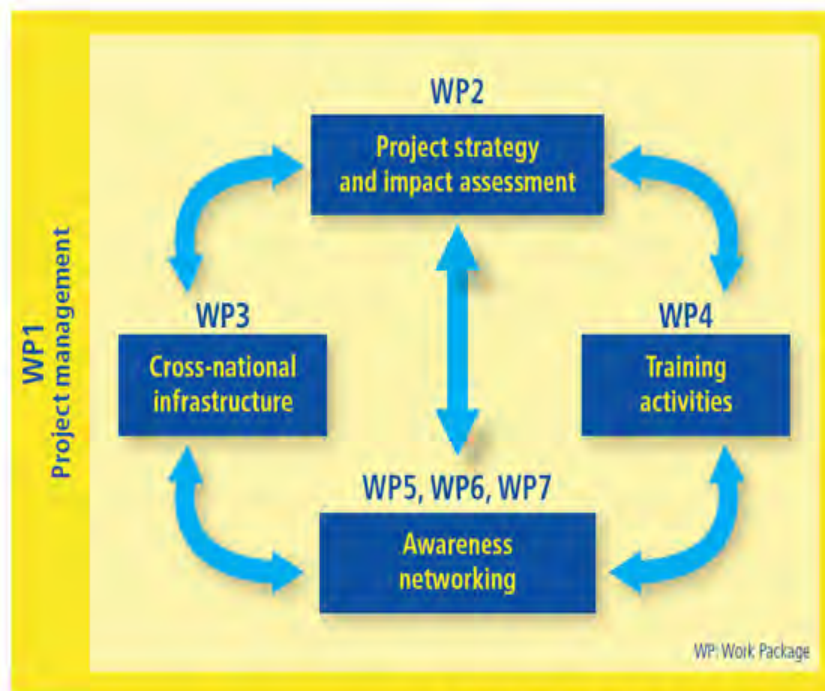 WP1
Project management
WP2
Project strategy
and impact assessment
WP3
Cross-national
infrastructure
WP4
Training
activities
WP5, WP6, WP7
Awareness
networking
WP: Work Package